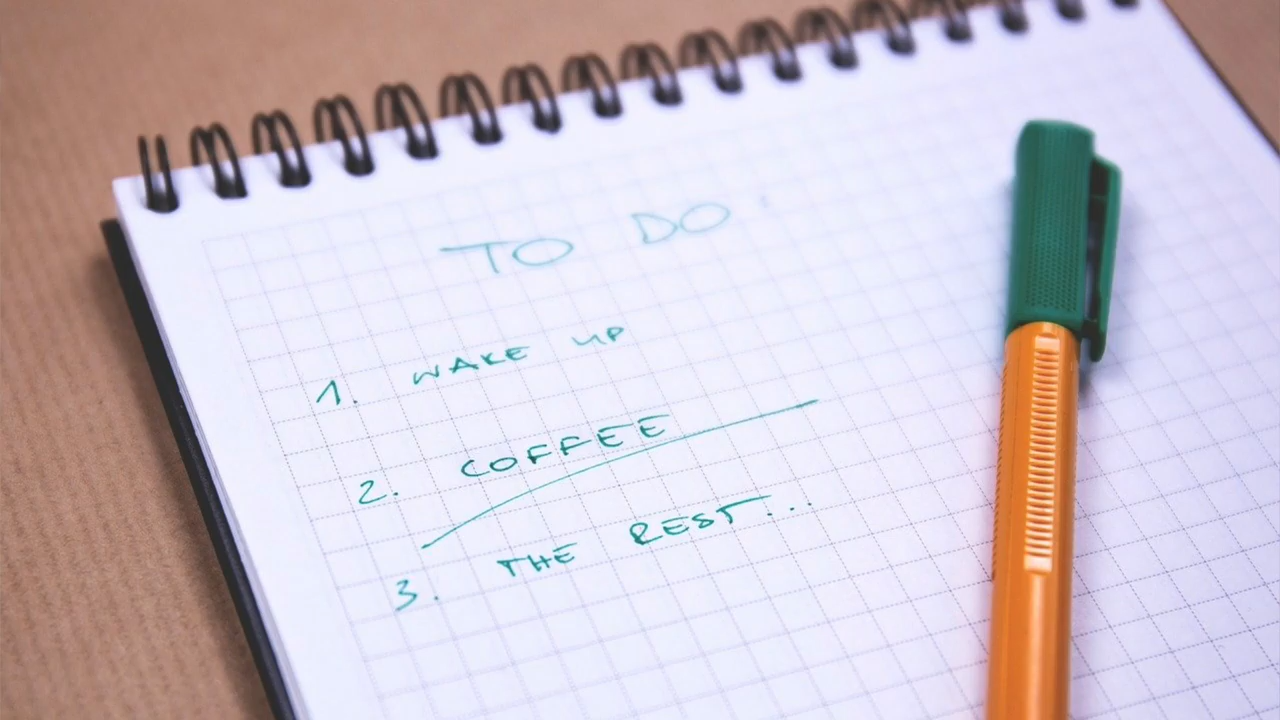 TO DO
1. WAKE UP
2. COFFEE
3. THE REST...